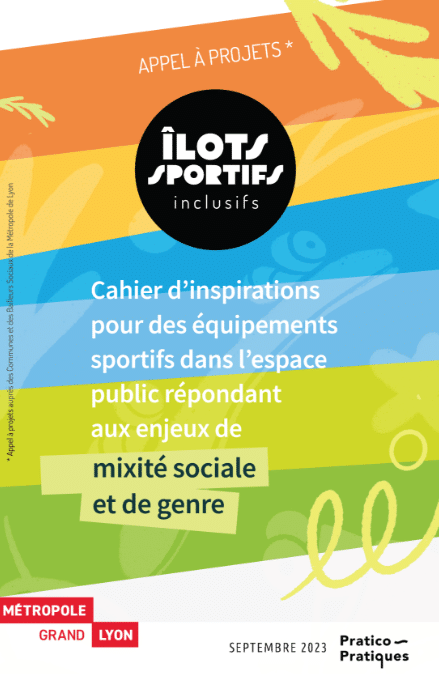 APPEL À PROJETS *
ÎLOTS
SPORTIFS
inclusifs
Cahier d’inspirations
pour des équipements
sportifs dans l’espace
public répondant
aux enjeux de
mixité sociale
et de genre
* Appel à projets auprès des Communes et des Bailleurs Sociaux de la Métropole de Lyon
MÉTROPOLE
GRAND LYON
SEPTEMBRE 2023
Pratico-
Pratiques